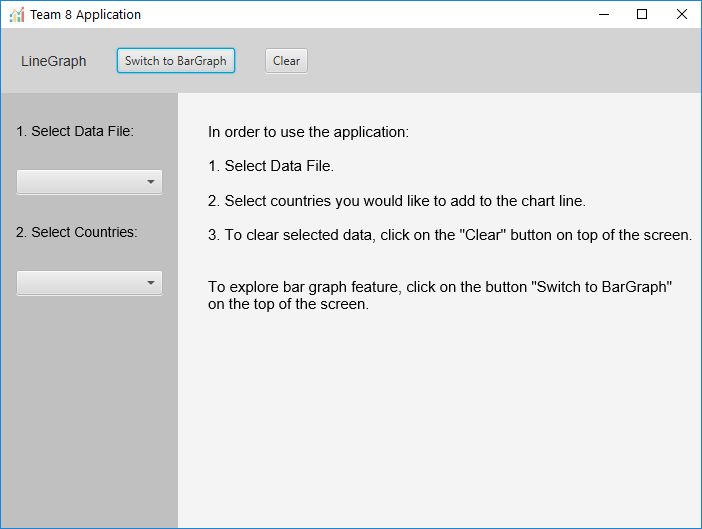 Team 8 Application
LineGraph
Switch to BarGraph
Clear
1. Select Data File:
2. Select Countries:
In order to use the application:
1. Select Data File.
2. Select countries you would like to add to the chart line.
3. To clear selected data, click on the "Clear" button on top of the screen.
To explore bar graph feature, click on the button "Switch to BarGraph"
on the top of the screen.